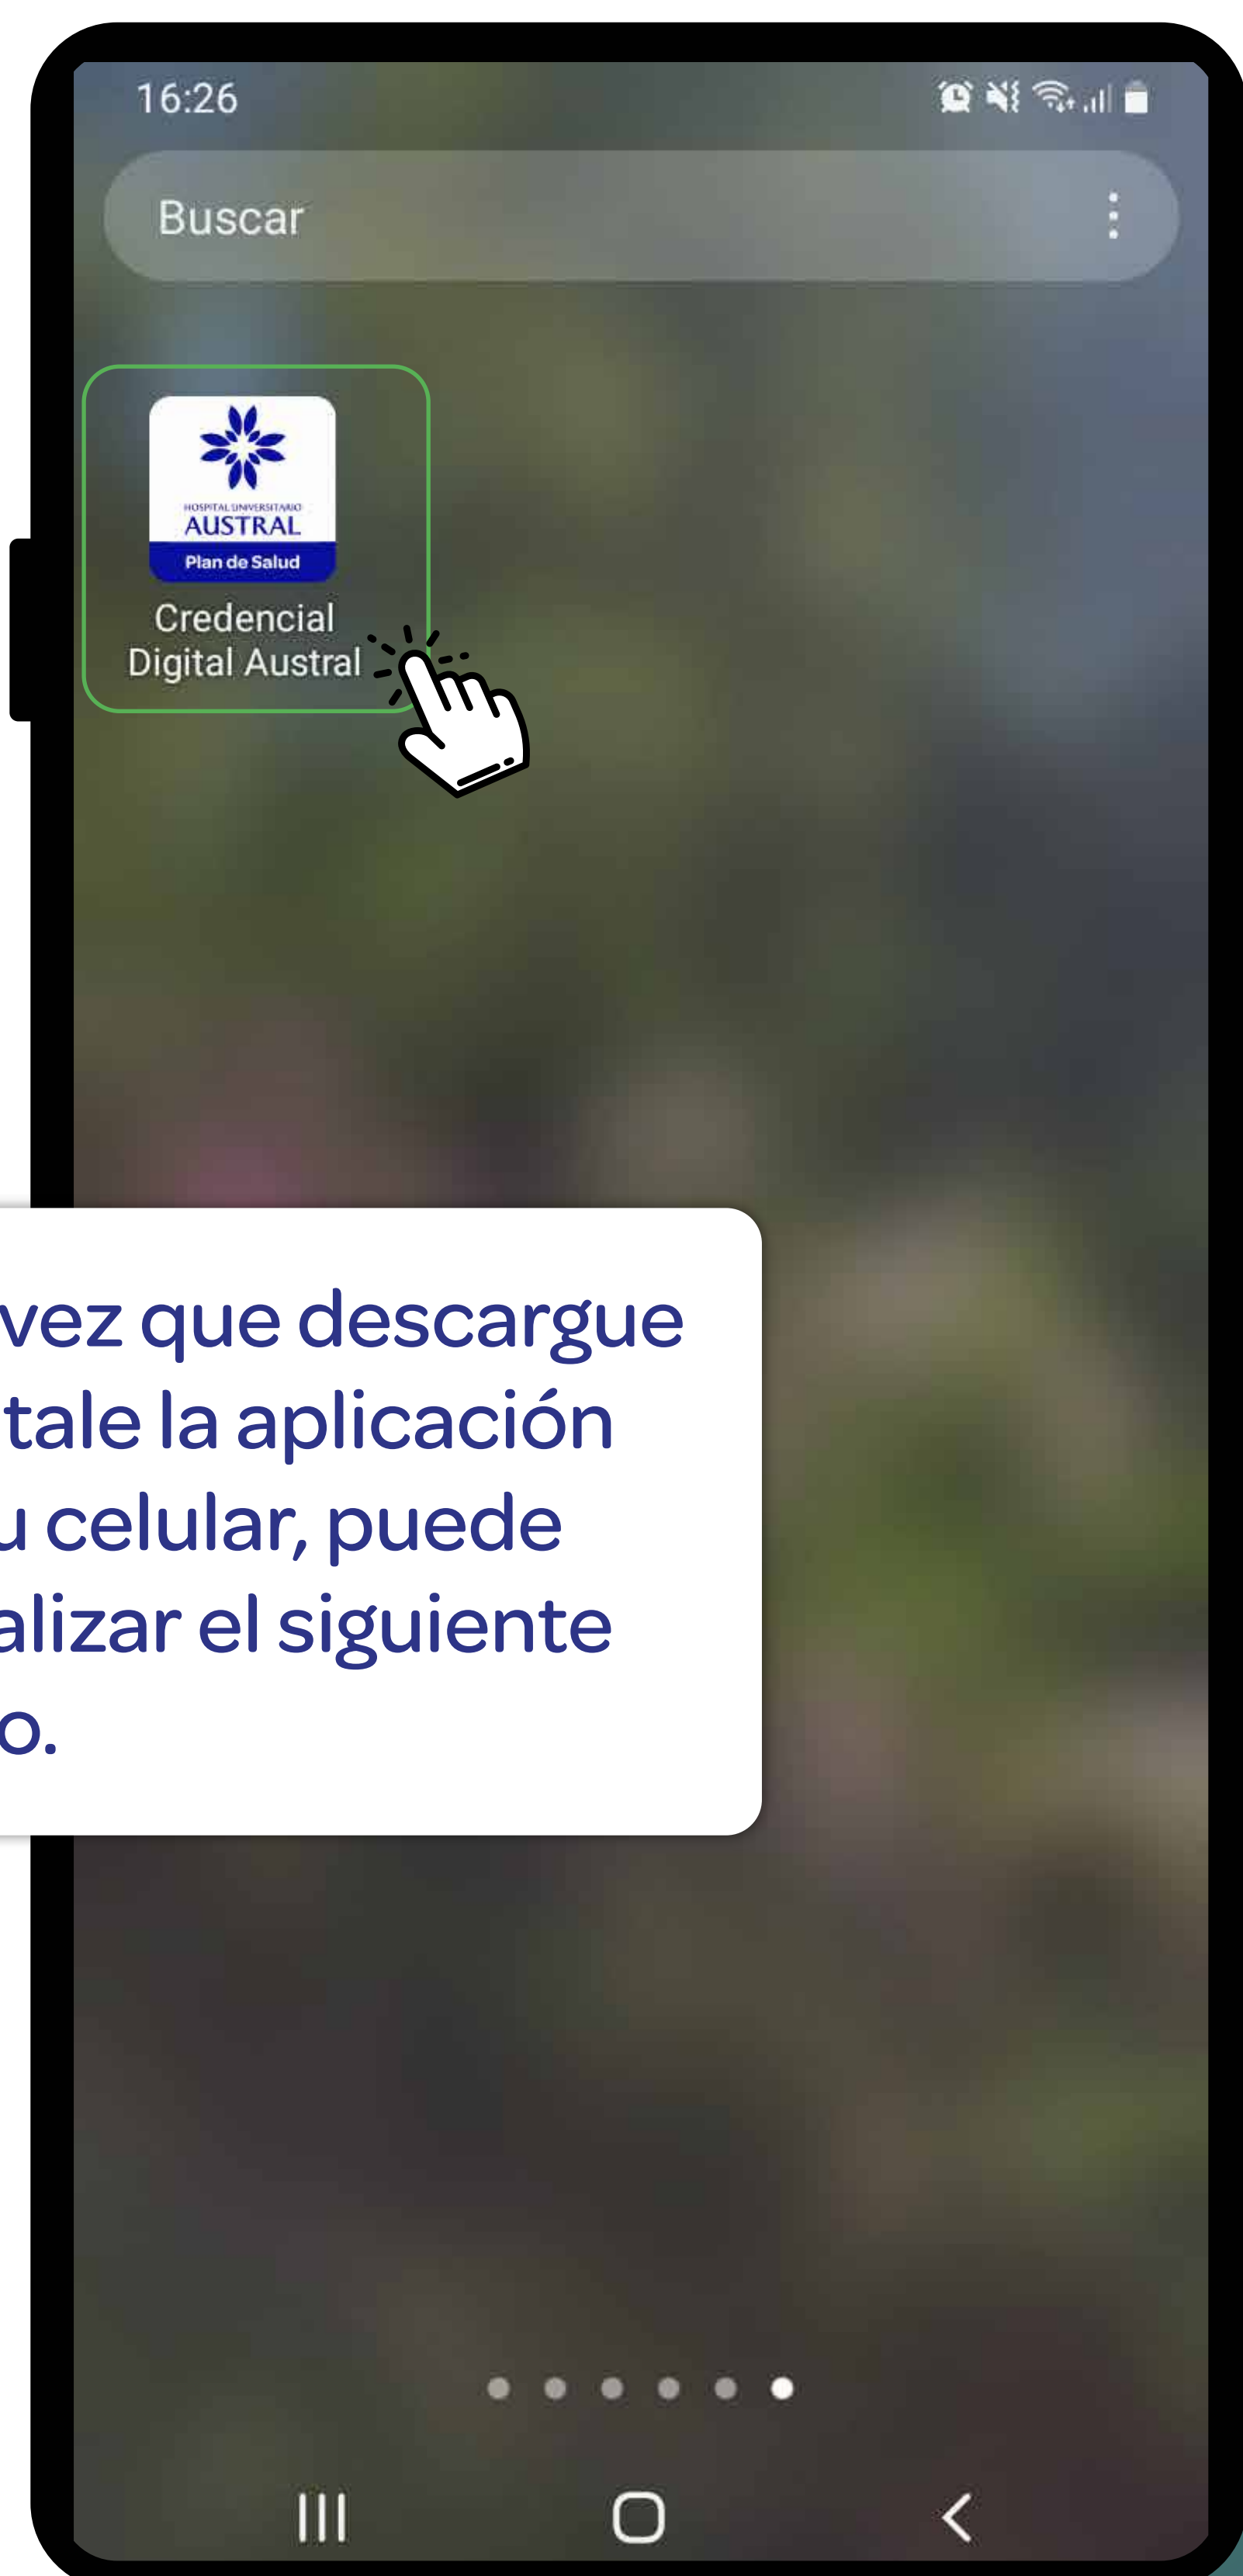 16:26
Buscar
HOSPITAL UNIVERSITARIO
AUSTRAL
Plan de Salud
Credencial
Digital Austral
vez que descargue
tale la aplicación
u celular, puede
alizar el siguiente
o.